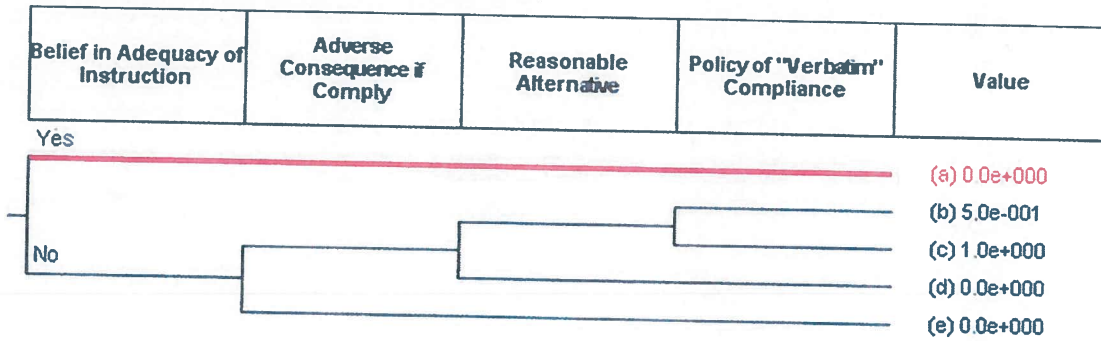 Belief in Adequacy of
Instruction
Adverse
Consequence if
Comply
Reasonable
Alternative
Policy of "Verbatim"
Compliance
Value
Yes
(a) 0.0e+000
(b) 5.0e-001
(c) 1.0e+000
No
(d) 0.0e+000
(e) 0.0e+000